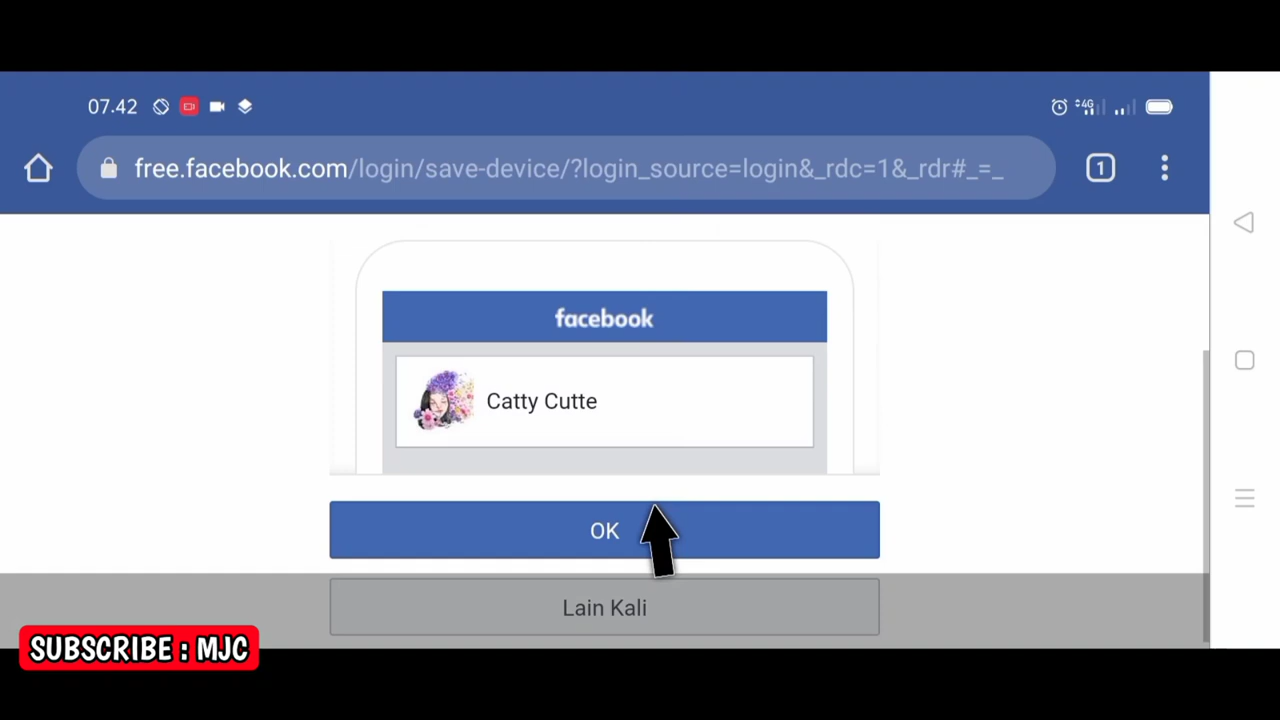 07.42
4G
free.facebook.com/login/save-device/?login_source=login&_rdc=1&_rdr#_=_
1
facebook
Catty Cutte
OK
Lain Kali
SUBSCRIBE : MJC